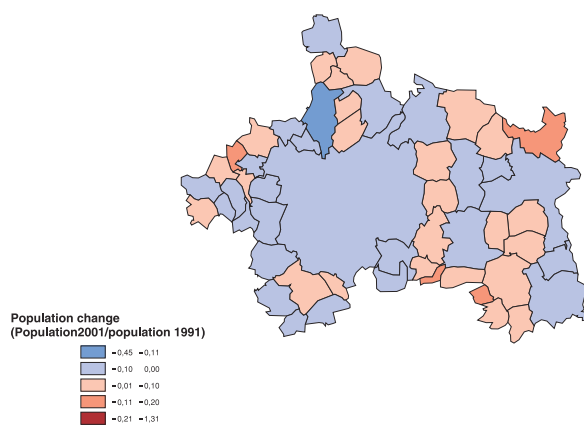 Population change
(Population2001/population 1991)
-0,45 -0,11
-0,10 0,00
-0,01 -0,10
-0,11 -0,20
-0,21 -1,31